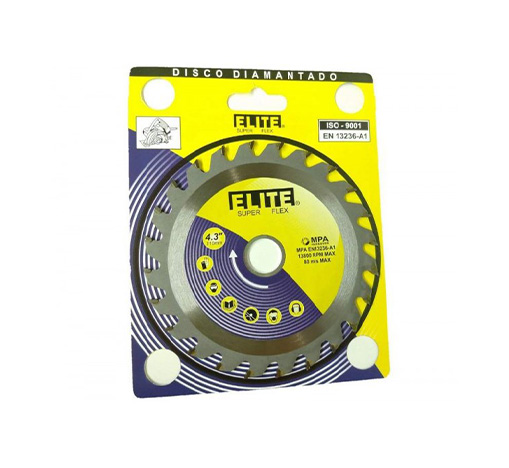 DISCO DIAMANTADO
ELITE®
SUPER FLEX
ISO - 9001
EN 13236-A1
ELITE®
SUPER FLEX
4.3"
MPA
MPA EN13236-A1
13800 RPM MAX
80 m/s MAX